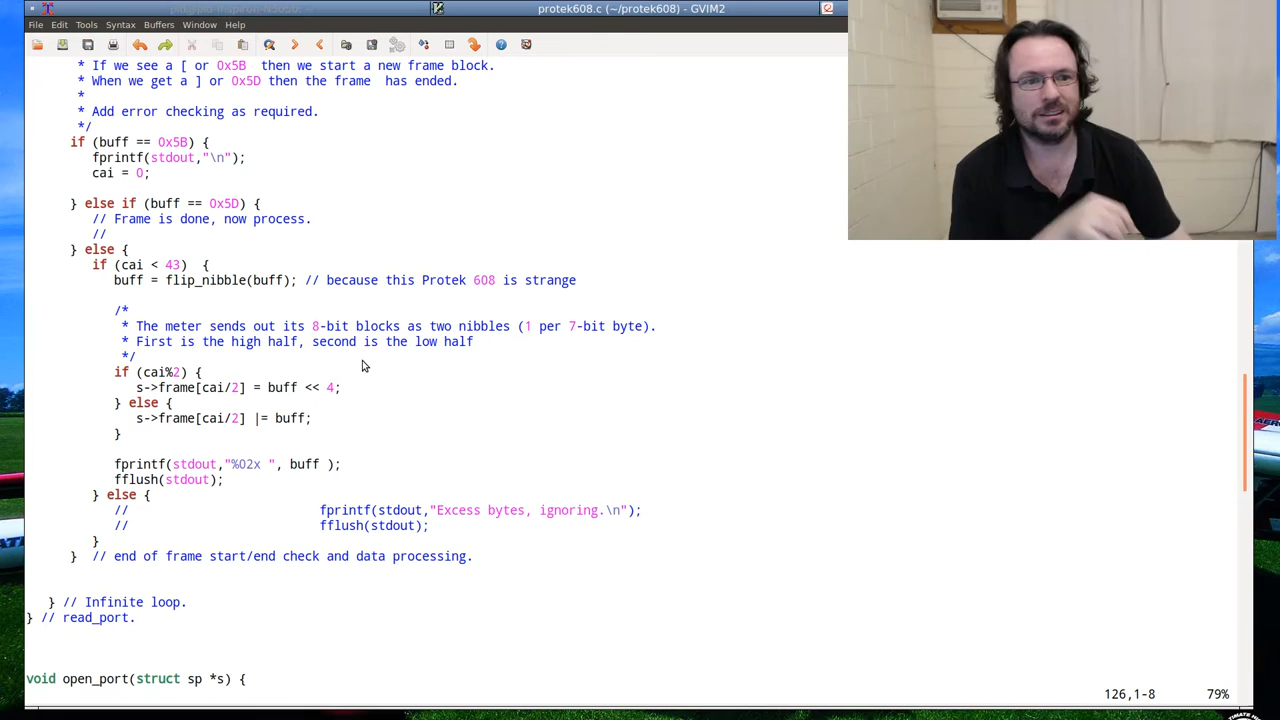 protek608.c (~/protek608) - GVIM2
File Edit Tools Syntax Buffers Window Help
* If we see a [ or 0x5B  then we start a new frame block.
* When we get a ] or 0x5D then the frame  has ended.
*
* Add error checking as required.
*/
if (buff == 0x5B) {
fprintf(stdout,"\n");
cai = 0;
} else if (buff == 0x5D) {
// Frame is done, now process.
//
} else {
if (cai < 43)  {
buff = flip_nibble(buff); // because this Protek 608 is strange
/*
* The meter sends out its 8-bit blocks as two nibbles (1 per 7-bit byte).
* First is the high half, second is the low half
*/
if (cai%2) {
s->frame[cai/2] = buff << 4;
} else {
s->frame[cai/2] |= buff;
}
fprintf(stdout,"%02x ", buff );
fflush(stdout);
} else {
// fprintf(stdout,"Excess bytes, ignoring.\n");
// fflush(stdout);
}
}  // end of frame start/end check and data processing.
} // Infinite loop.
} // read_port.
void open_port(struct sp *s) {
126,1-8 79%